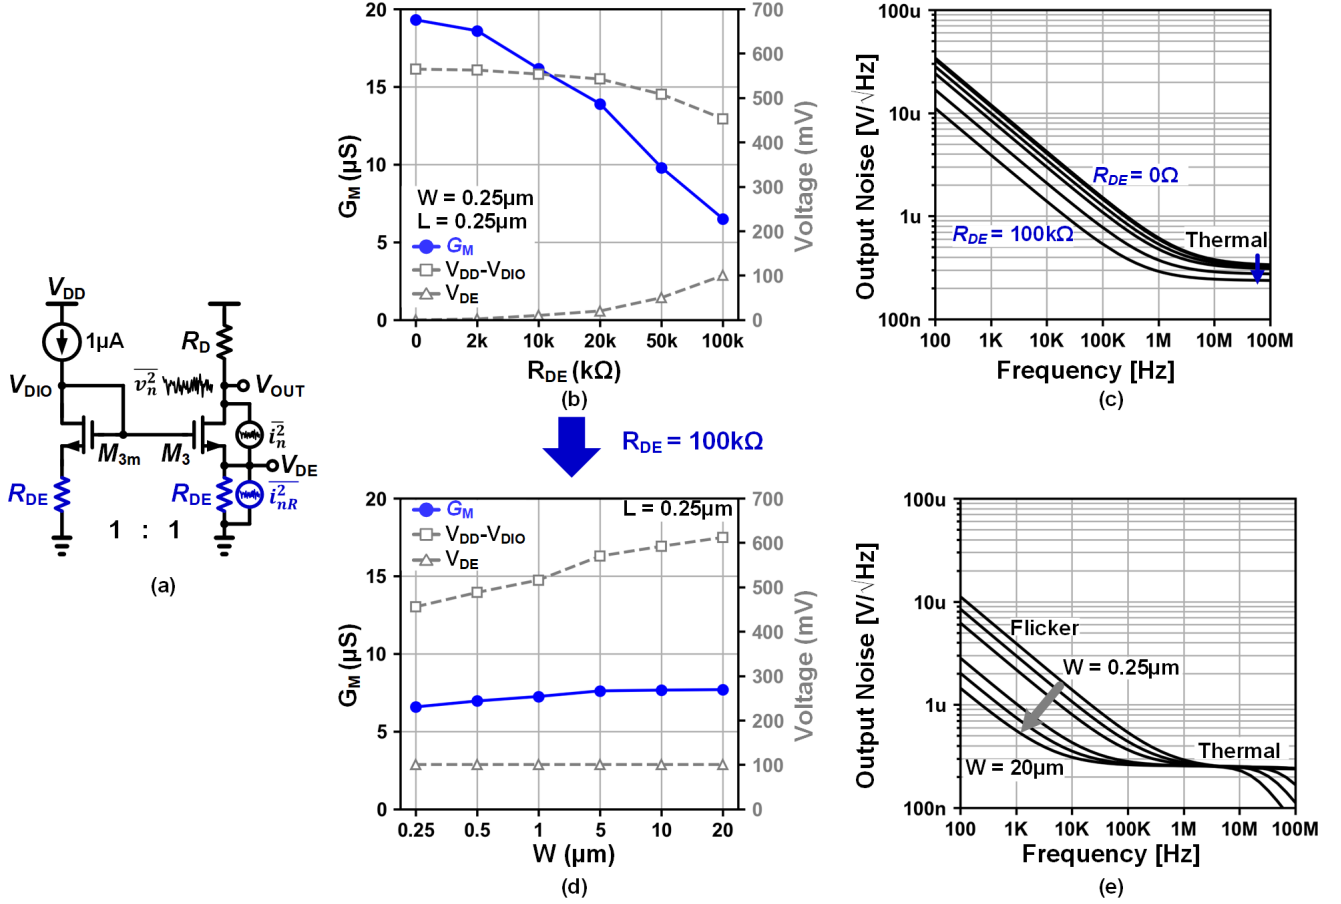 V_DD
1μA
R_D
V_DIO
v_n^2
V_OUT
i_n^2
M_3m
M_3
V_DE
R_DE
R_DE
i_nR^2
1 : 1
(a)
20
15
10
5
0
G_M (μS)
700
600
500
400
300
200
100
0
Voltage (mV)
W = 0.25μm
L = 0.25μm
G_M
V_DD-V_DIO
V_DE
0
2k
10k
20k
50k
100k
R_DE (kΩ)
(b)
100u
10u
1u
100n
Output Noise [V/√Hz]
R_DE = 0Ω
R_DE = 100kΩ
Thermal
100
1K
10K
100K
1M
10M
100M
Frequency [Hz]
(c)
R_DE = 100kΩ
20
15
10
5
0
G_M (μS)
700
600
500
400
300
200
100
0
Voltage (mV)
G_M
V_DD-V_DIO
V_DE
L = 0.25μm
0.25
0.5
1
5
10
20
W (μm)
(d)
100u
10u
1u
100n
Output Noise [V/√Hz]
Flicker
W = 0.25μm
W = 20μm
Thermal
100
1K
10K
100K
1M
10M
100M
Frequency [Hz]
(e)